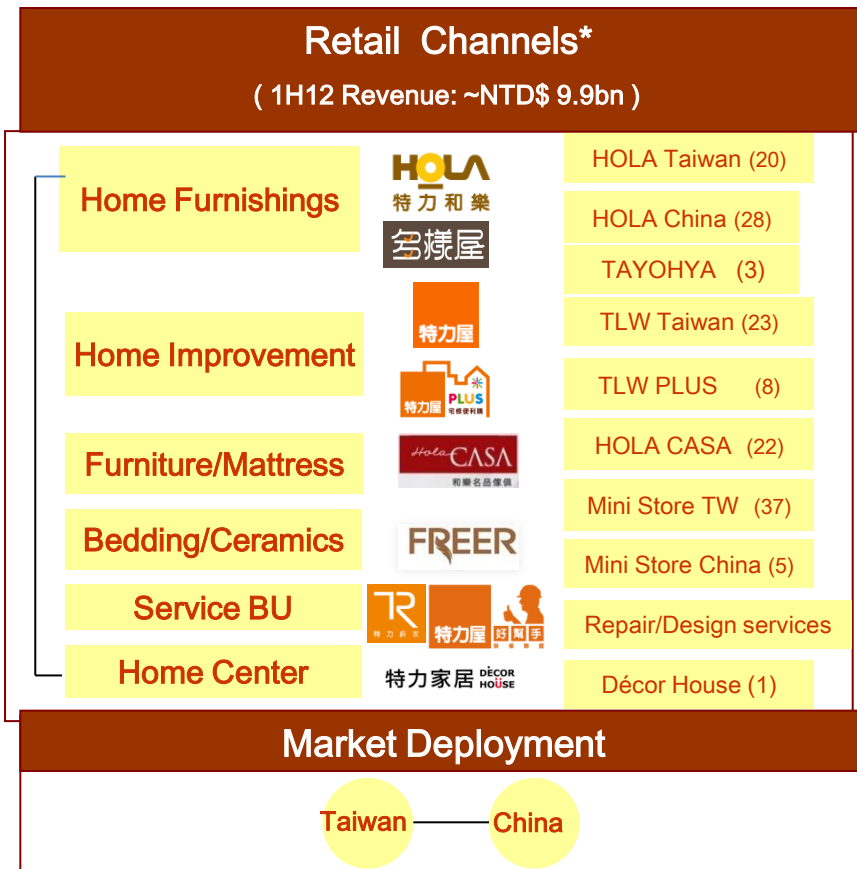 Retail Channels*
( 1H12 Revenue: ~NTD$ 9.9bn )
Home Furnishings
HOLA
特力和樂
多樣屋
HOLA Taiwan (20)
HOLA China (28)
TAYOHYA (3)
Home Improvement
特力屋
特力屋 PLUS
宅修便利購
TLW Taiwan (23)
TLW PLUS (8)
Furniture/Mattress
Hola CASA
和樂名品傢俱
HOLA CASA (22)
Bedding/Ceramics
FREER
Mini Store TW (37)
Mini Store China (5)
Service BU
TR
特力屋
好幫手
Repair/Design services
Home Center
特力家居 DÉCOR
HOUSE
Décor House (1)
Market Deployment
Taiwan
China